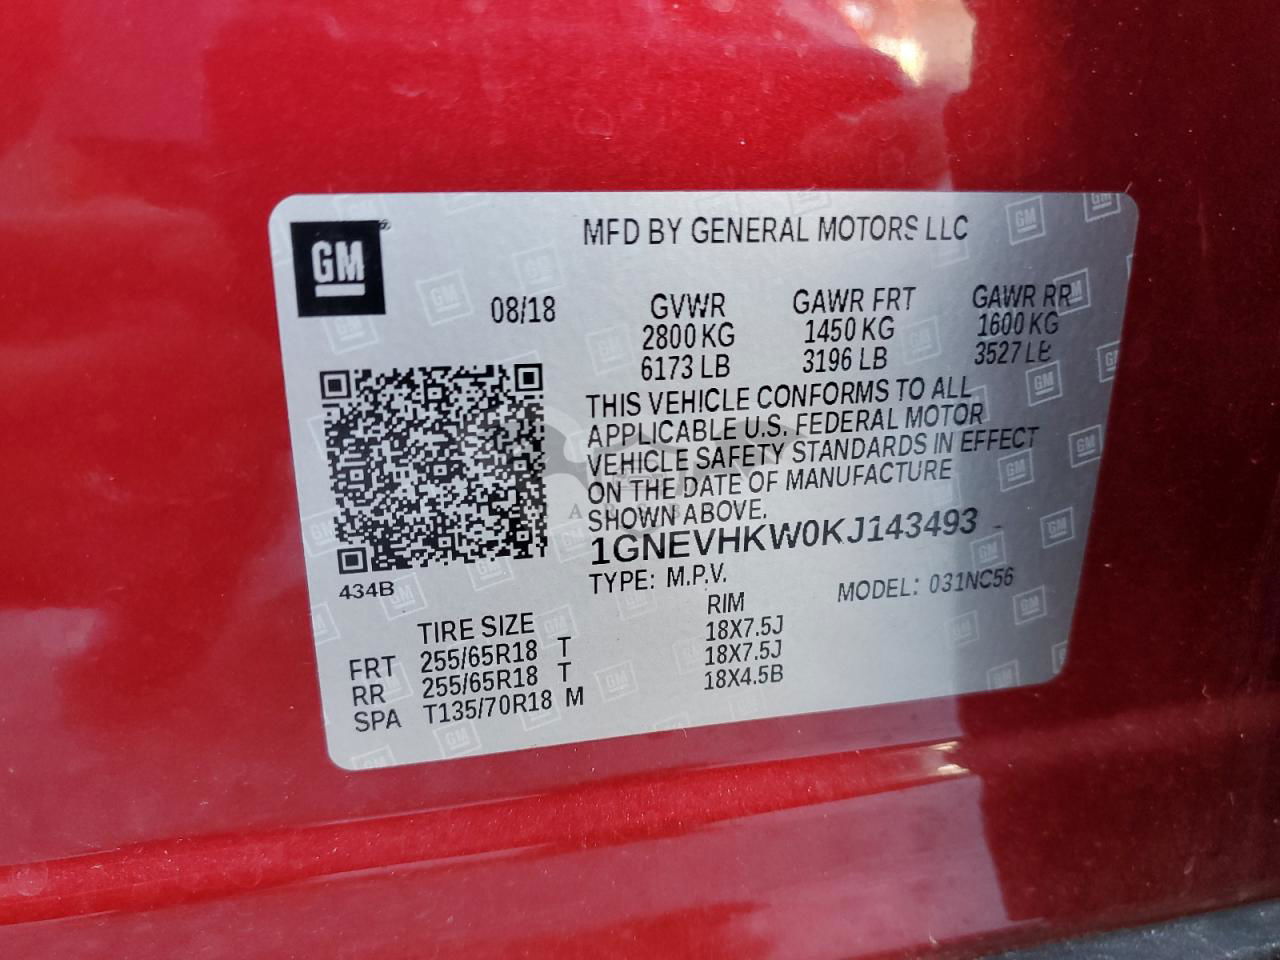 GM
MFD BY GENERAL MOTORS LLC
08/18 GVWR GAWR FRT GAWR RR
2800 KG 1450 KG 1600 KG
6173 LB 3196 LB 3527 LB
THIS VEHICLE CONFORMS TO ALL
APPLICABLE U.S. FEDERAL MOTOR
VEHICLE SAFETY STANDARDS IN EFFECT
ON THE DATE OF MANUFACTURE
SHOWN ABOVE.
1GNEVHKW0KJ143493
434B
TYPE: M.P.V. MODEL: 031NC56
TIRE SIZE RIM
FRT 255/65R18 T 18X7.5J
RR 255/65R18 T 18X7.5J
SPA T135/70R18 M 18X4.5B